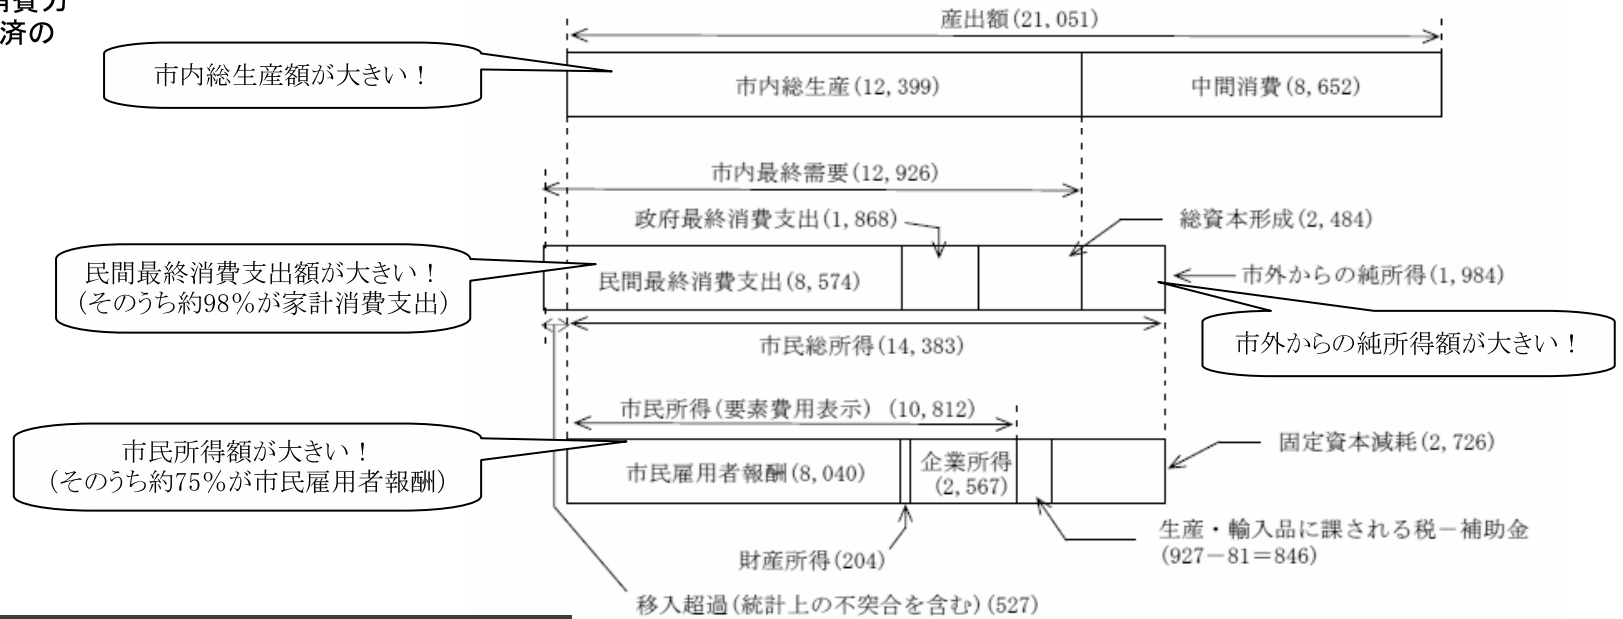 済の
産出額(21,051)
市内総生産額が大きい！
市内総生産(12,399)
中間消費(8,652)
市内最終需要(12,926)
政府最終消費支出(1,868)
総資本形成(2,484)
民間最終消費支出額が大きい！
(そのうち約98%が家計消費支出)
民間最終消費支出(8,574)
市外からの純所得(1,984)
市民総所得(14,383)
市外からの純所得額が大きい！
市民所得(要素費用表示) (10,812)
市民所得額が大きい！
(そのうち約75%が市民雇用者報酬)
市民雇用者報酬(8,040)
企業所得
(2,567)
固定資本減耗(2,726)
財産所得(204)
生産・輸入品に課される税－補助金
(927－81＝846)
移入超過(統計上の不突合を含む)(527)